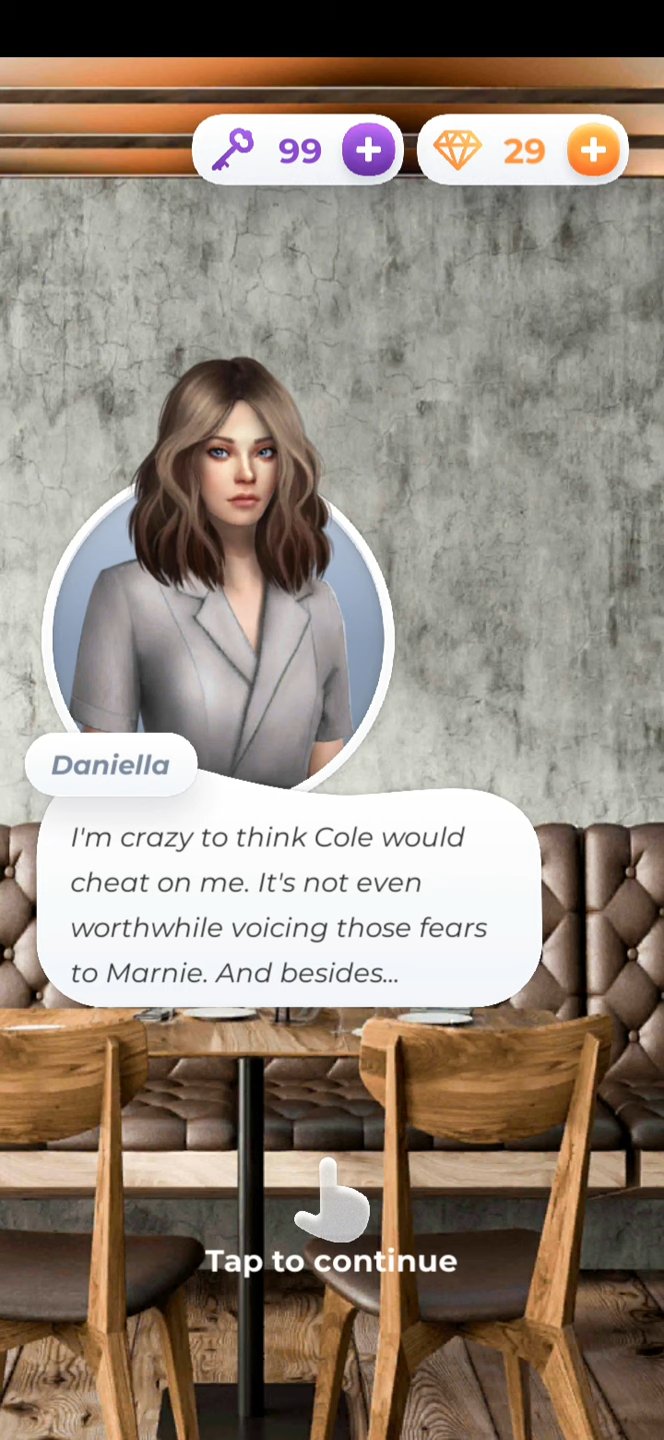 99
29
Daniella
I'm crazy to think Cole would
cheat on me. It's not even
worthwhile voicing those fears
to Marnie. And besides...
Tap to continue